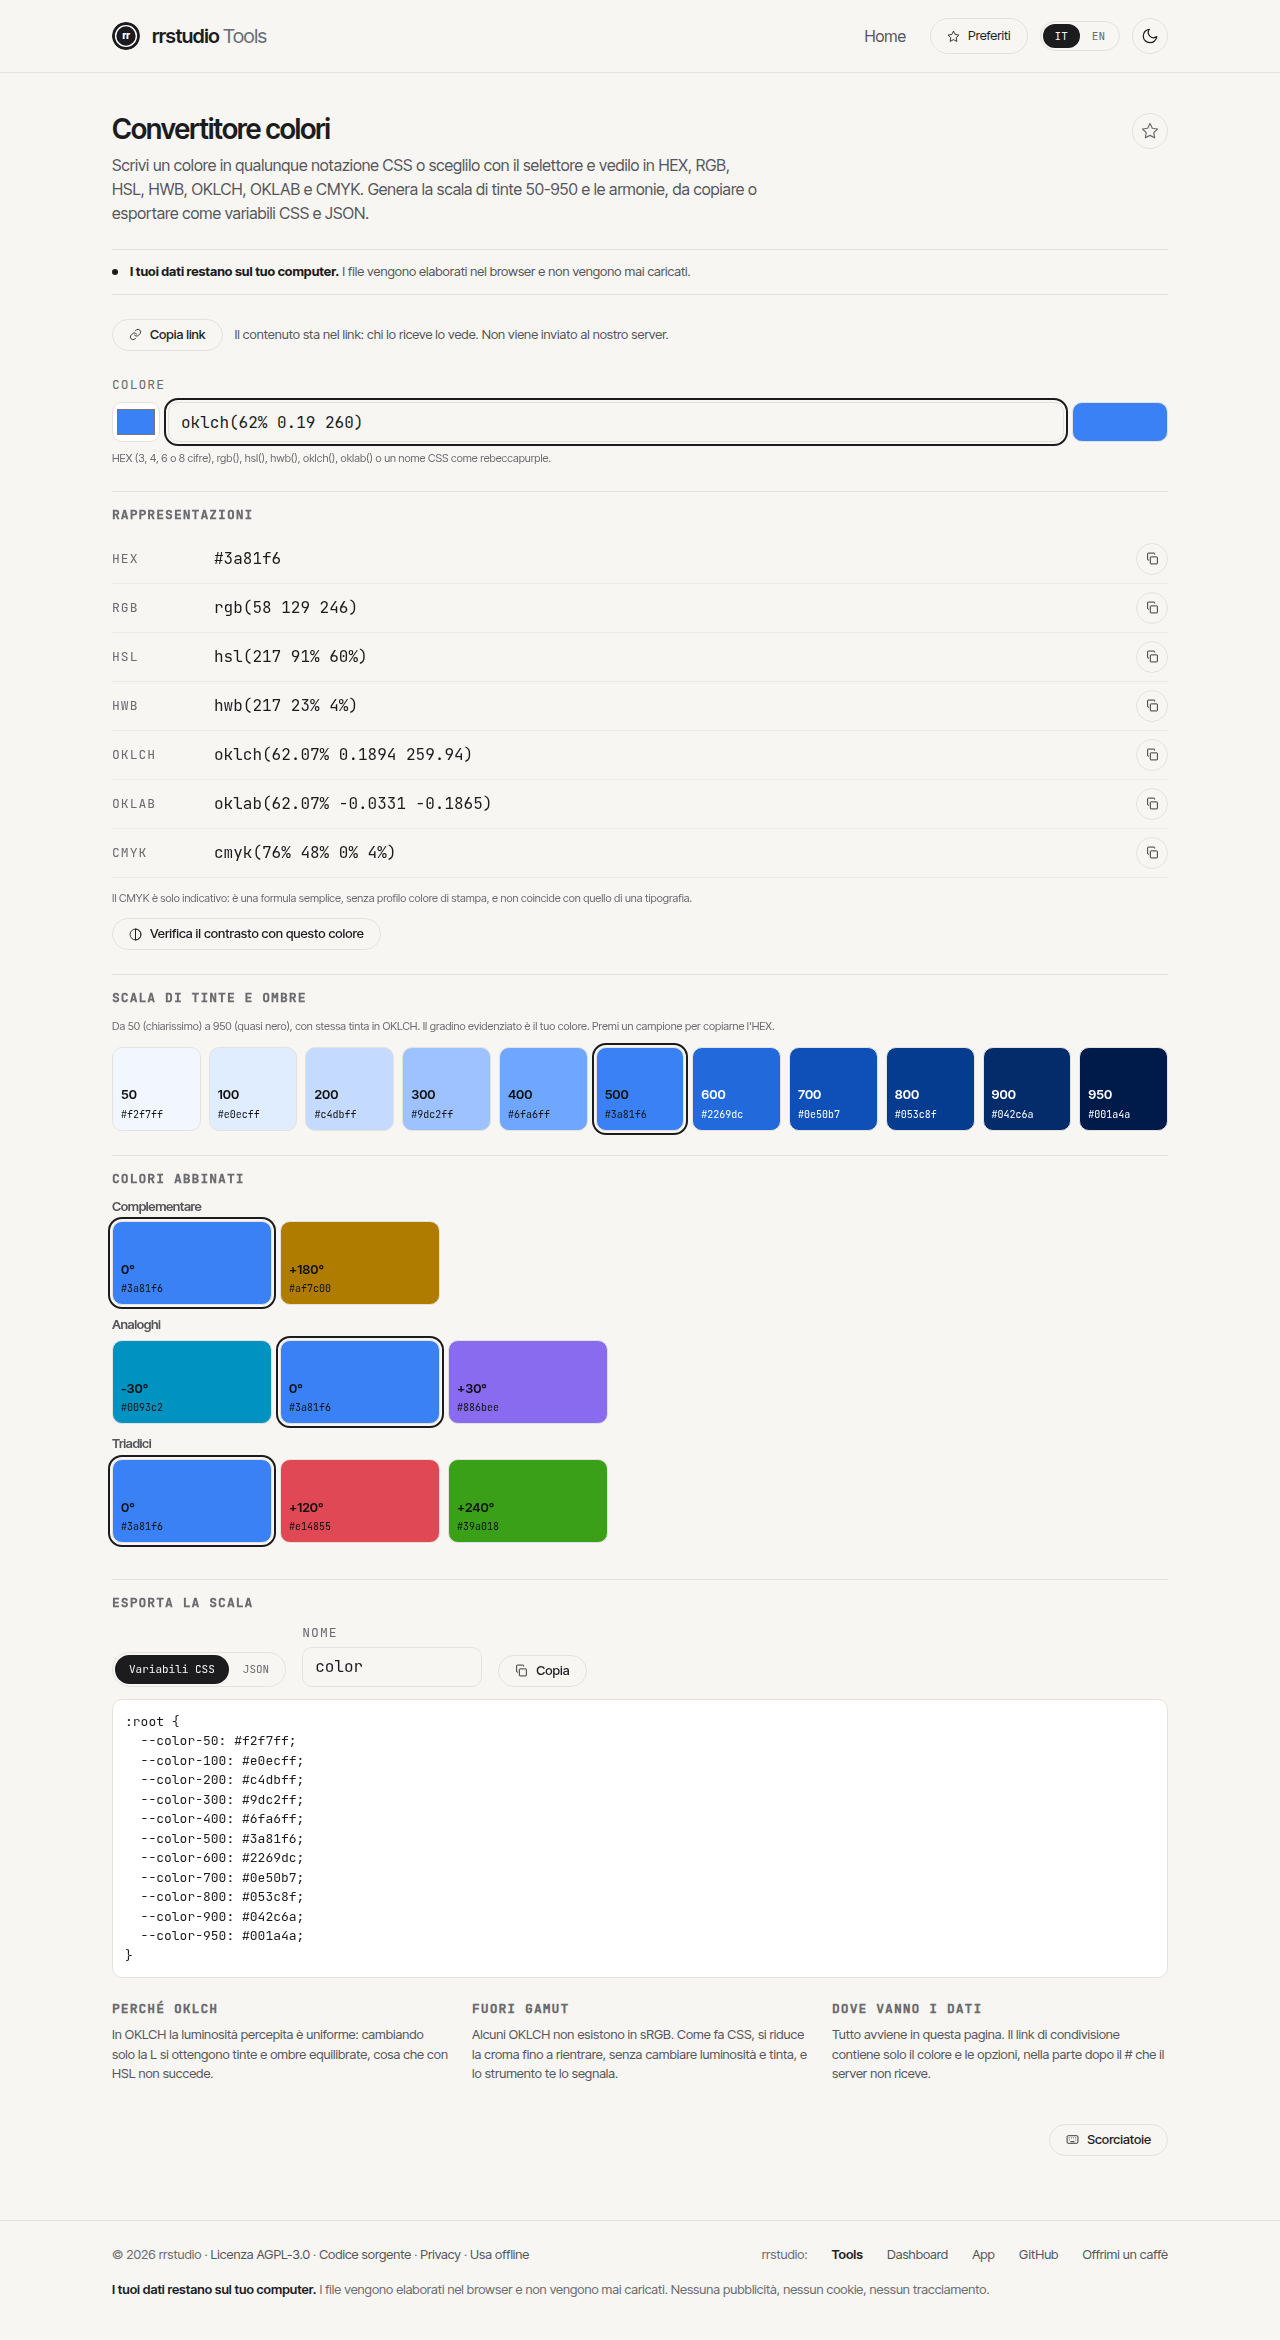 rr rrstudio Tools
Home
Preferiti
IT EN
Convertitore colori
Scrivi un colore in qualunque notazione CSS o sceglilo con il selettore e vedilo in HEX, RGB,
HSL, HWB, OKLCH, OKLAB e CMYK. Genera la scala di tinte 50-950 e le armonie, da copiare o
esportare come variabili CSS e JSON.
I tuoi dati restano sul tuo computer. I file vengono elaborati nel browser e non vengono mai caricati.
Copia link
Il contenuto sta nel link: chi lo riceve lo vede. Non viene inviato al nostro server.
COLORE
oklch(62% 0.19 260)
HEX (3, 4, 6 o 8 cifre), rgb(), hsl(), hwb(), oklch(), oklab() o un nome CSS come rebeccapurple.
RAPPRESENTAZIONI
HEX #3a81f6
RGB rgb(58 129 246)
HSL hsl(217 91% 60%)
HWB hwb(217 23% 4%)
OKLCH oklch(62.07% 0.1894 259.94)
OKLAB oklab(62.07% -0.0331 -0.1865)
CMYK cmyk(76% 48% 0% 4%)
Il CMYK è solo indicativo: è una formula semplice, senza profilo colore di stampa, e non coincide con quello di una tipografia.
Verifica il contrasto con questo colore
SCALA DI TINTE E OMBRE
Da 50 (chiarissimo) a 950 (quasi nero), con stessa tinta in OKLCH. Il gradino evidenziato è il tuo colore. Premi un campione per copiarne l'HEX.
50 100 200 300 400 500 600 700 800 900 950
#f2f7ff #e0ecff #c4dbff #9dc2ff #6fa6ff #3a81f6 #2269dc #0e50b7 #053c8f #042c6a #001a4a
COLORI ABBINATI
Complementare
0° +180°
#3a81f6 #af7c00
Analoghi
-30° 0° +30°
#0093c2 #3a81f6 #886bee
Triadici
0° +120° +240°
#3a81f6 #e14855 #39a018
ESPORTA LA SCALA
NOME
Variabili CSS JSON color Copia
:root {
  --color-50: #f2f7ff;
  --color-100: #e0ecff;
  --color-200: #c4dbff;
  --color-300: #9dc2ff;
  --color-400: #6fa6ff;
  --color-500: #3a81f6;
  --color-600: #2269dc;
  --color-700: #0e50b7;
  --color-800: #053c8f;
  --color-900: #042c6a;
  --color-950: #001a4a;
}
PERCHÉ OKLCH
In OKLCH la luminosità percepita è uniforme: cambiando
solo la L si ottengono tinte e ombre equilibrate, cosa che con
HSL non succede.
FUORI GAMUT
Alcuni OKLCH non esistono in sRGB. Come fa CSS, si riduce
la croma fino a rientrare, senza cambiare luminosità e tinta, e
lo strumento te lo segnala.
DOVE VANNO I DATI
Tutto avviene in questa pagina. Il link di condivisione
contiene solo il colore e le opzioni, nella parte dopo il # che il
server non riceve.
Scorciatoie
© 2026 rrstudio · Licenza AGPL-3.0 · Codice sorgente · Privacy · Usa offline
rrstudio: Tools Dashboard App GitHub Offrimi un caffè
I tuoi dati restano sul tuo computer. I file vengono elaborati nel browser e non vengono mai caricati. Nessuna pubblicità, nessun cookie, nessun tracciamento.